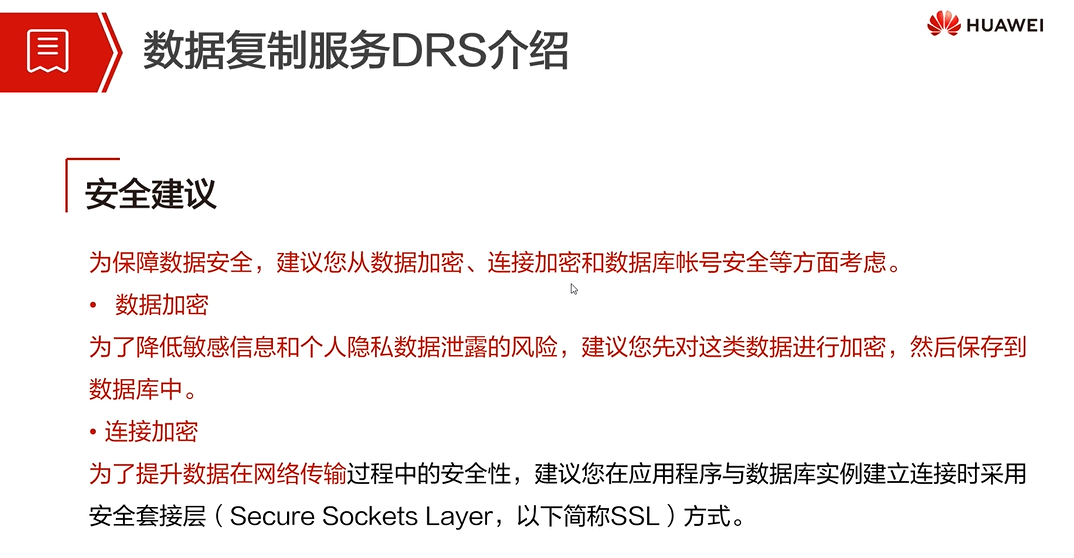 数据复制服务DRS介绍
HUAWEI
安全建议
为保障数据安全，建议您从数据加密、连接加密和数据库帐号安全等方面考虑。
• 数据加密
为了降低敏感信息和个人隐私数据泄露的风险，建议您先对这类数据进行加密，然后保存到
数据库中。
• 连接加密
为了提升数据在网络传输过程中的安全性，建议您在应用程序与数据库实例建立连接时采用
安全套接层（Secure Sockets Layer，以下简称SSL）方式。